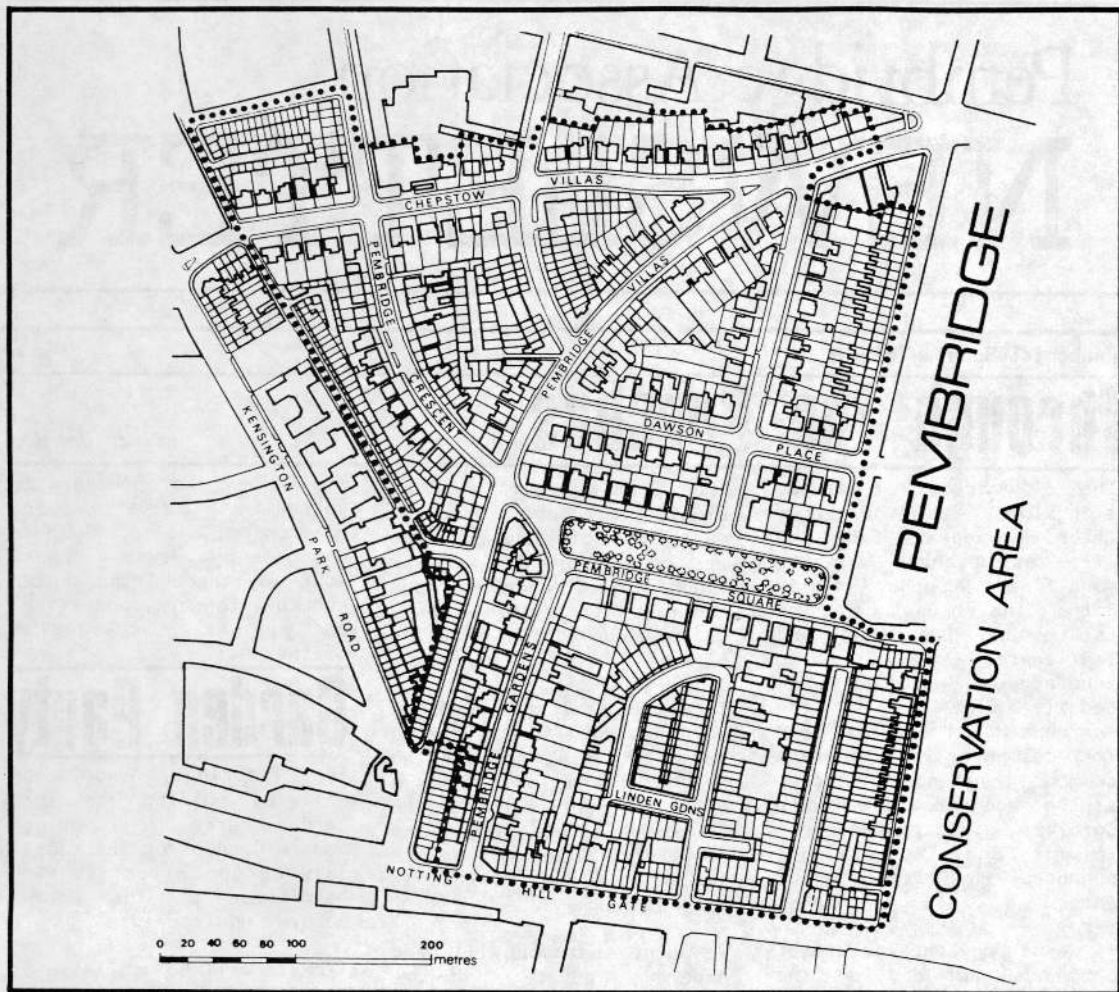 CHEPSTOW VILLAS
PEMBRIDGE VILLAS
PEMBRIDGE CRESCENT
DAWSON PLACE
KENSINGTON PARK ROAD
PEMBRIDGE SQUARE
PEMBRIDGE GARDENS
LINDEN GDNS
NOTTING HILL GATE
PEMBRIDGE
CONSERVATION AREA
0 20 40 60 80 100 200
metres